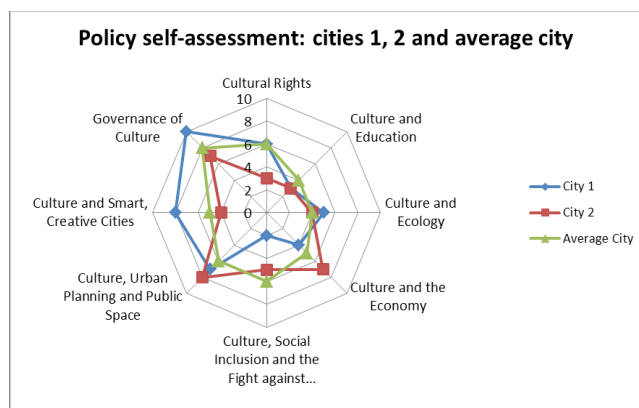 Policy self-assessment: cities 1, 2 and average city
Cultural Rights
10
8
6
4
2
0
Culture and
Education
Culture and
Ecology
Culture and the
Economy
Culture, Social
Inclusion and the
Fight against...
Culture, Urban
Planning and Public
Space
Culture and Smart,
Creative Cities
Governance of
Culture
City 1
City 2
Average City